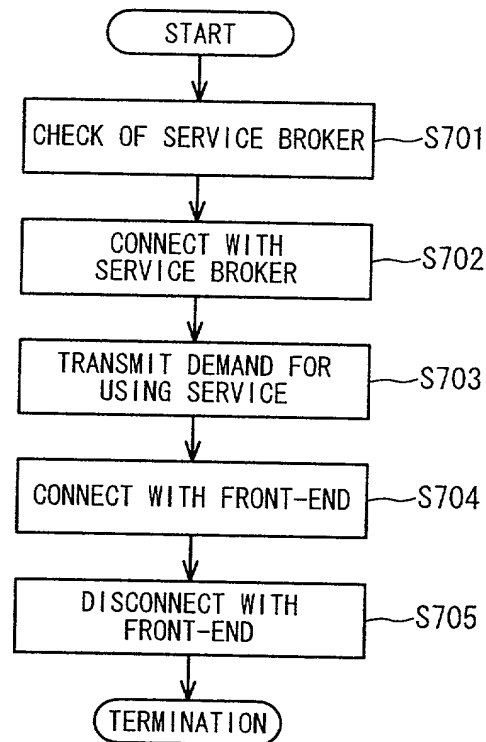 START
CHECK OF SERVICE BROKER
S701
CONNECT WITH
SERVICE BROKER
S702
TRANSMIT DEMAND FOR
USING SERVICE
S703
CONNECT WITH FRONT-END
S704
DISCONNECT WITH
FRONT-END
S705
TERMINATION